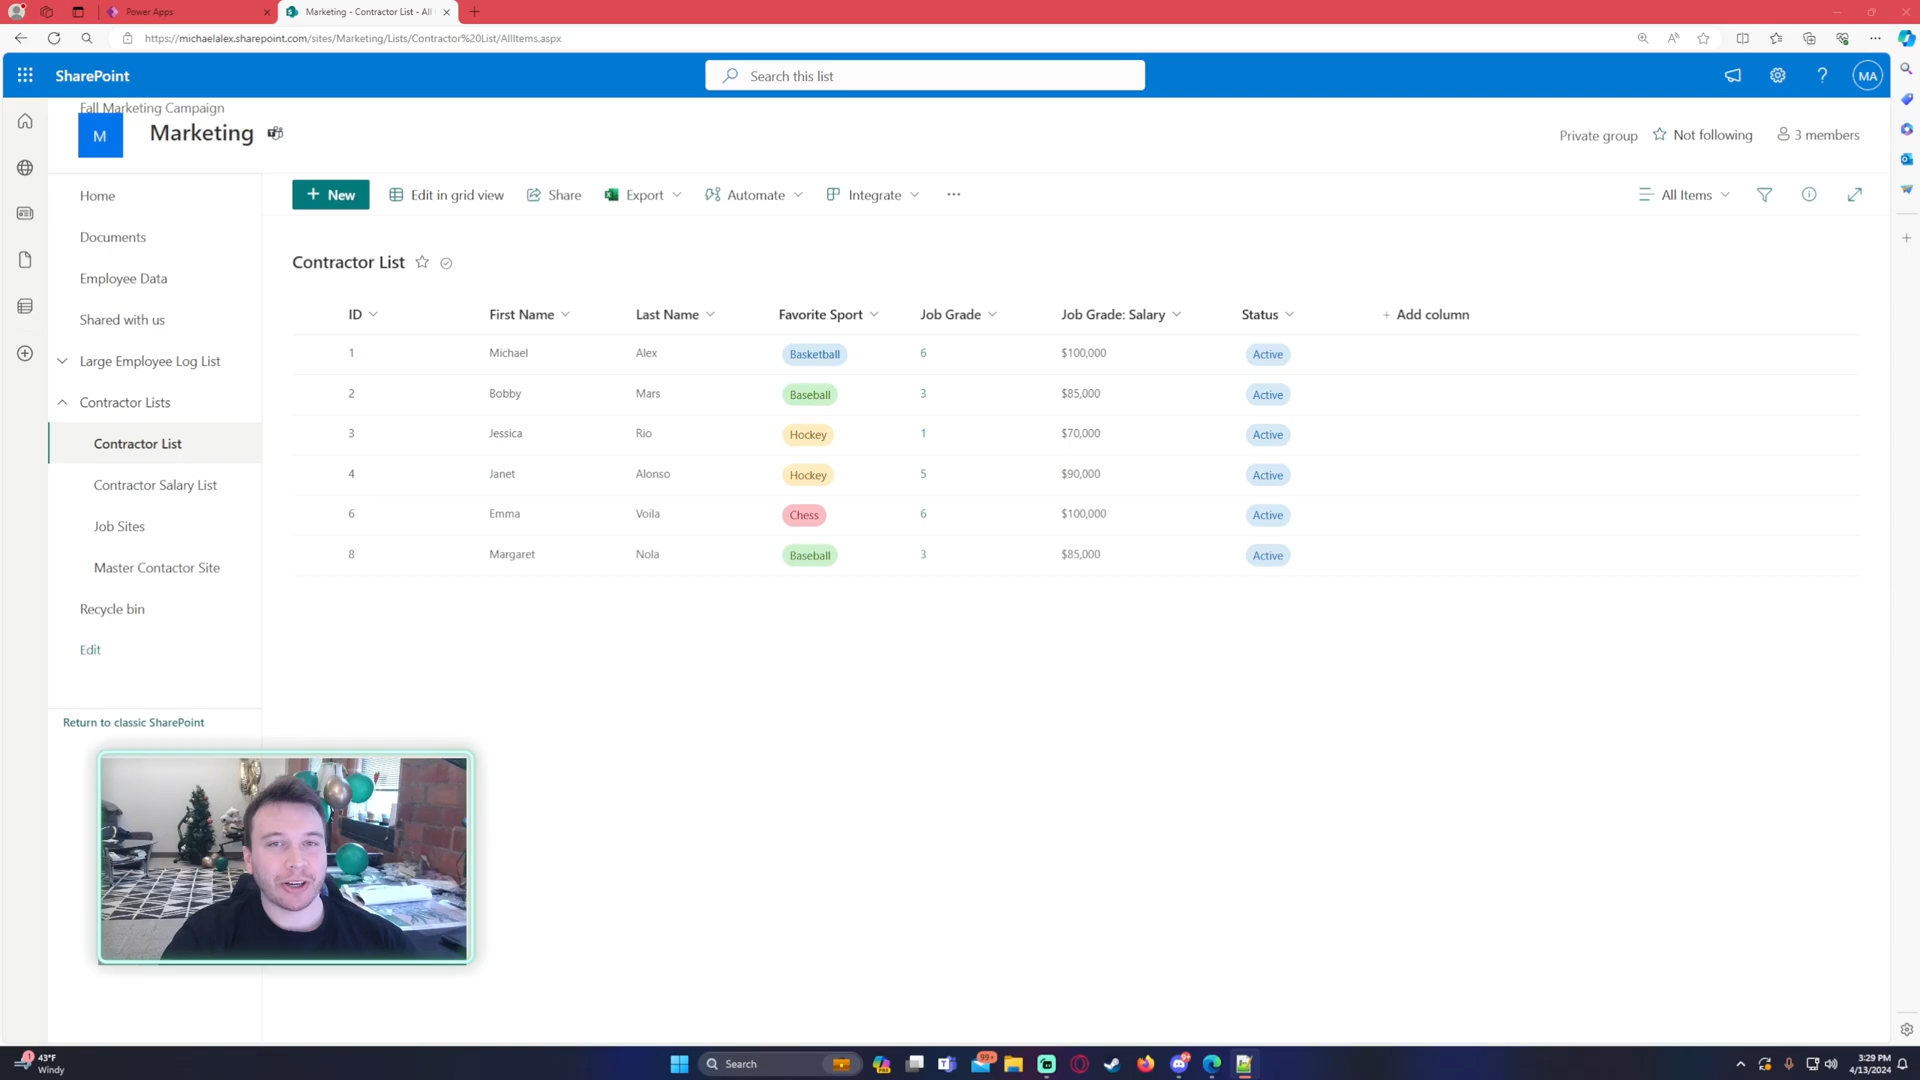 Power Apps
Marketing - Contractor List - All
https://michaelalex.sharepoint.com/sites/Marketing/Lists/Contractor%20List/AllItems.aspx
SharePoint
Search this list
MA
Fall Marketing Campaign
M
Marketing
Private group
Not following
3 members
Home
Documents
Employee Data
Shared with us
Large Employee Log List
Contractor Lists
Contractor List
Contractor Salary List
Job Sites
Master Contactor Site
Recycle bin
Edit
Return to classic SharePoint
+ New
Edit in grid view
Share
Export
Automate
Integrate
...
All Items
Contractor List
ID First Name Last Name Favorite Sport Job Grade Job Grade: Salary Status + Add column
1 Michael Alex Basketball 6 $100,000 Active
2 Bobby Mars Baseball 3 $85,000 Active
3 Jessica Rio Hockey 1 $70,000 Active
4 Janet Alonso Hockey 5 $90,000 Active
6 Emma Voila Chess 6 $100,000 Active
8 Margaret Nola Baseball 3 $85,000 Active
1
43°F
Windy
Search
99+
3:29 PM
4/13/2024